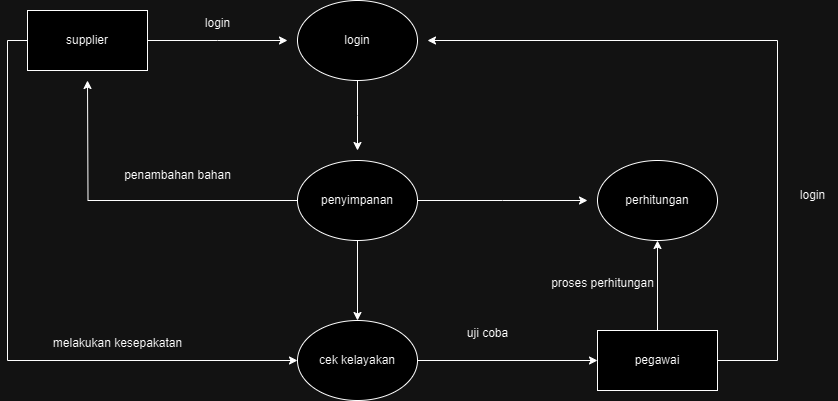 login
supplier
login
penambahan bahan
penyimpanan
perhitungan
login
proses perhitungan
melakukan kesepakatan
uji coba
cek kelayakan
pegawai